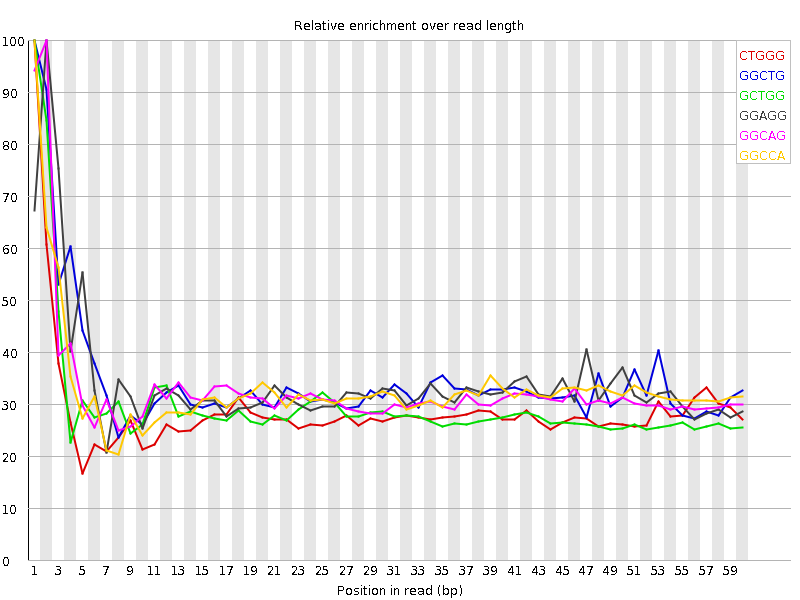 Relative enrichment over read length
100
90
80
70
60
50
40
30
20
10
0
CTGGG
GGCTG
GCTGG
GGAGG
GGCAG
GGCCA
1 3 5 7 9 11 13 15 17 19 21 23 25 27 29 31 33 35 37 39 41 43 45 47 49 51 53 55 57 59
Position in read (bp)